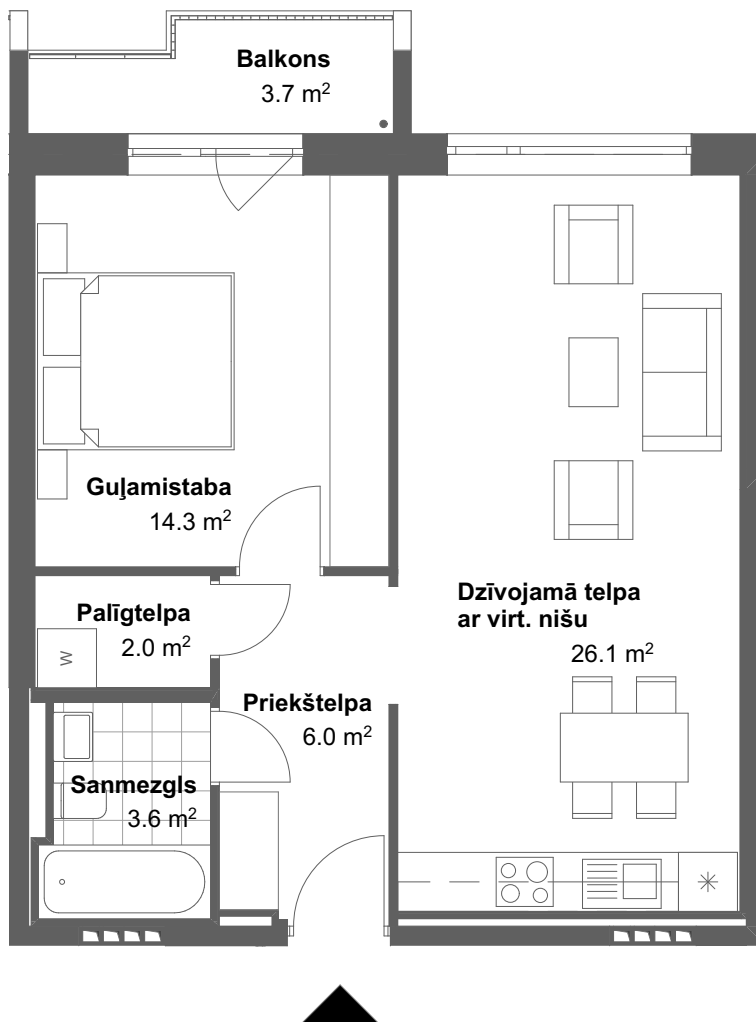 Balkons
3.7 m²
Guļamistaba
14.3 m²
Dzīvojamā telpa
ar virt. nišu
26.1 m²
Palīgtelpa
2.0 m²
W
Priekštelpa
6.0 m²
Sanmezgls
3.6 m²